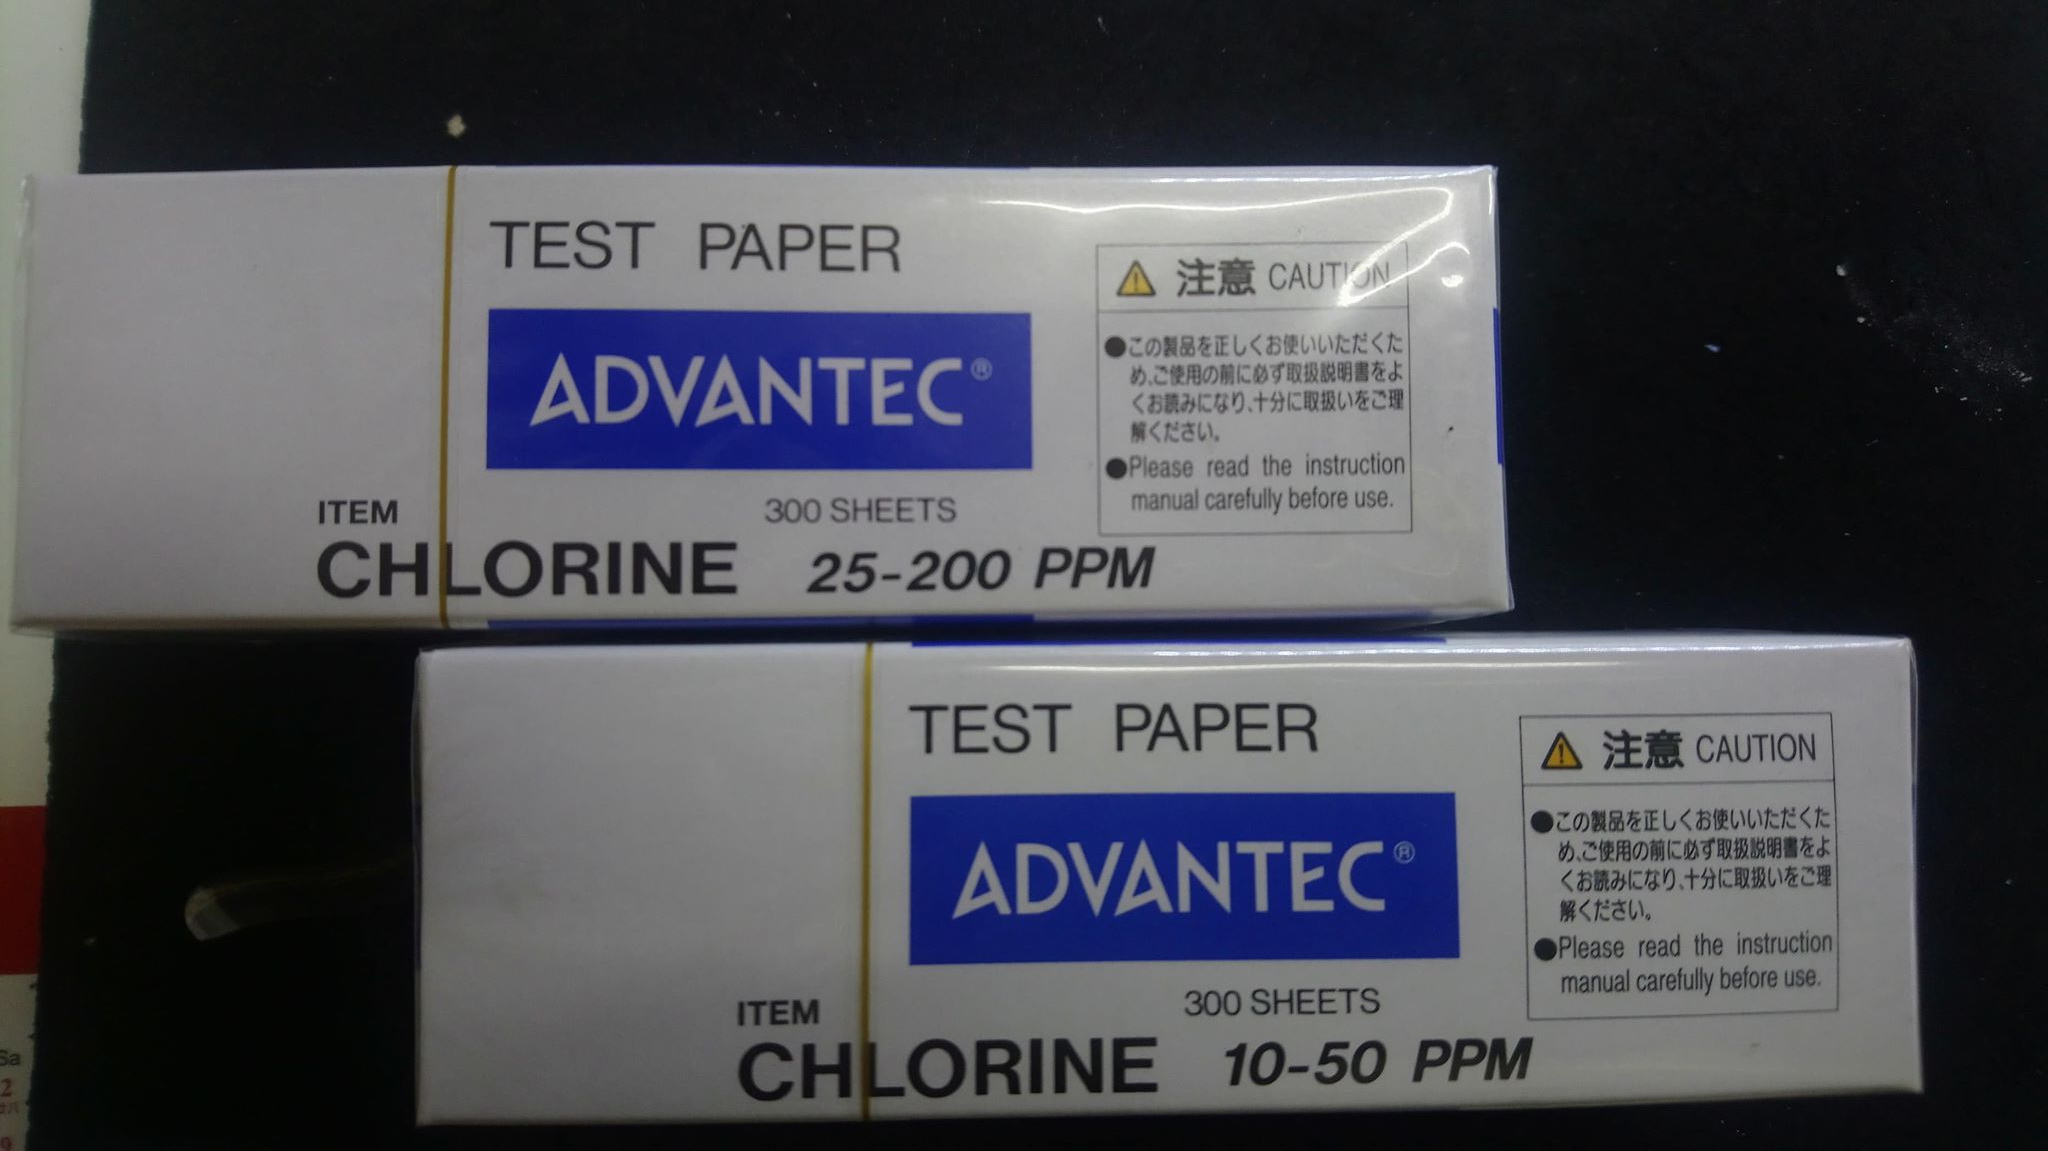 TEST PAPER
ADVANTEC®
300 SHEETS
ITEM
CHLORINE 25-200 PPM
注意 CAUTION
●この製品を正しくお使いいただくた
め、ご使用の前に必ず取扱説明書をよ
くお読みになり、十分に取扱いをご理
解ください。
●Please read the instruction
manual carefully before use.
TEST PAPER
ADVANTEC®
300 SHEETS
ITEM
CHLORINE 10-50 PPM
注意 CAUTION
●この製品を正しくお使いいただくた
め、ご使用の前に必ず取扱説明書をよ
くお読みになり、十分に取扱いをご理
解ください。
●Please read the instruction
manual carefully before use.
Sa
2
9